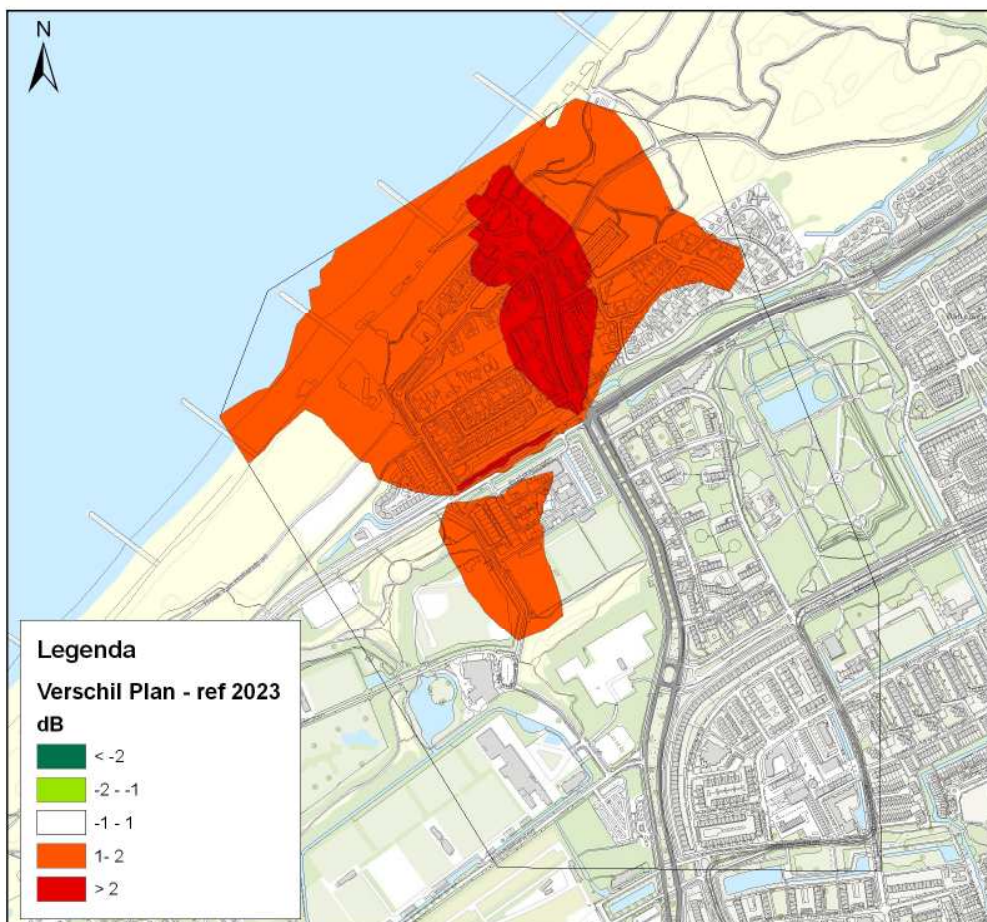 N
Legenda
Verschil Plan - ref 2023
dB
< -2
-2 - -1
-1 - 1
1- 2
> 2